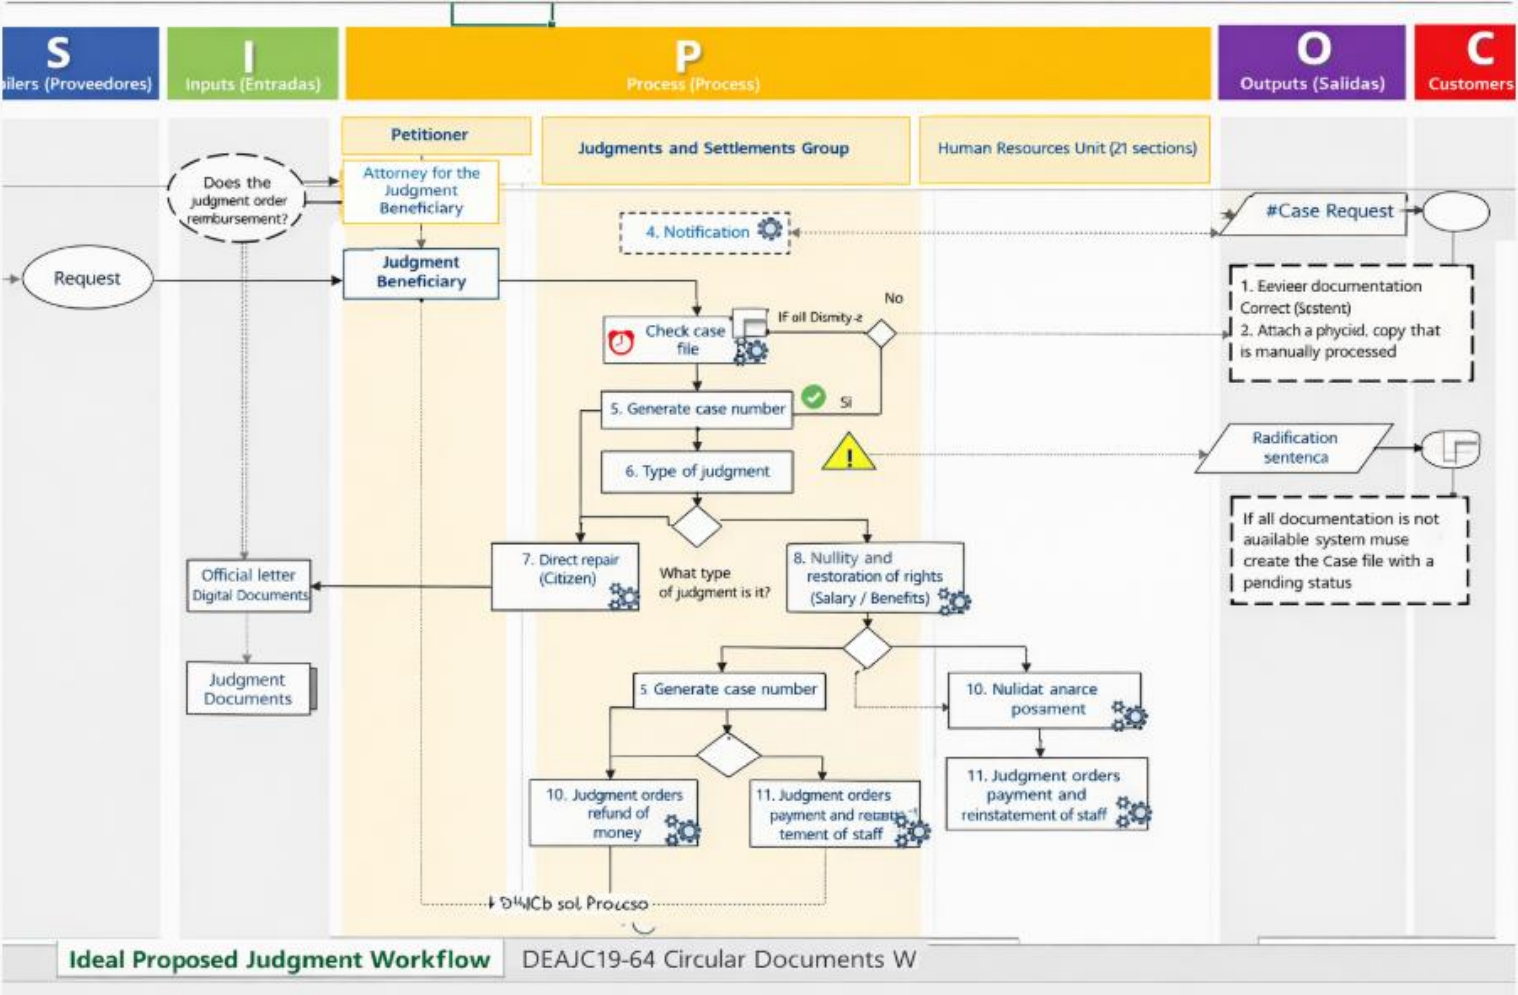 S
I
P
O
C
(Proveedores)
Inputs (Entradas)
Process (Process)
Outputs (Salidas)
Customers
Petitioner
Judgments and Settlements Group
Human Resources Unit (21 sections)
Does the
judgment order
reimbursement?
Attorney for the
Judgment
Beneficiary
Request
Judgment
Beneficiary
4. Notification
#Case Request
1. Eevieer documentation
Correct (Sestent)
2. Attach a phycid, copy that
is manually processed
No
If oll Dismity-z
Check case
file
5. Generate case number
Si
6. Type of judgment
Radification
sentenca
If all documentation is not
auailable system muse
create the Case file with a
pending status
7. Direct repair
(Citizen)
What type
of judgment is it?
8. Nullity and
restoration of rights
(Salary / Benefits)
Official letter
Digital Documents
Judgment
Documents
5 Generate case number
10. Nulidat anarce
posament
10. Judgment orders
refund of
money
11. Judgment orders
payment and
tement of staff
11. Judgment orders
payment and
reinstatement of staff
sol
Ideal Proposed Judgment Workflow
DEAJC19-64 Circular Documents W